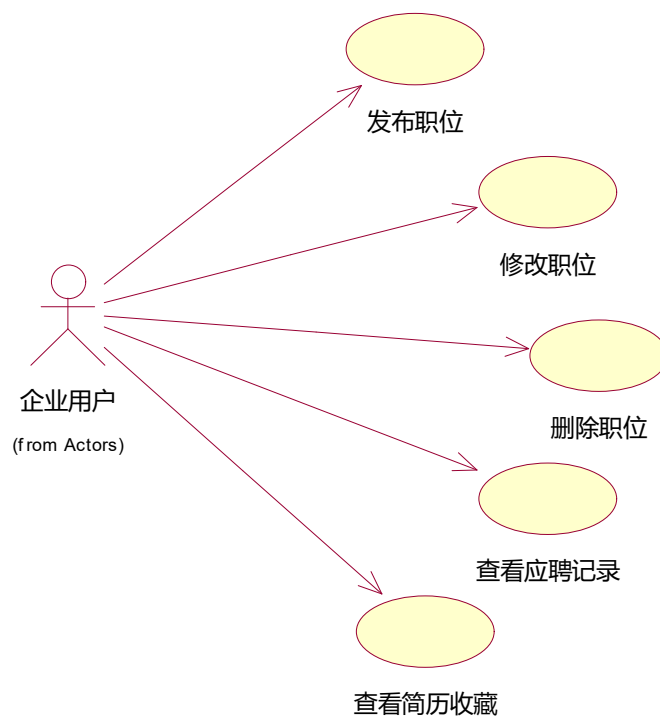 发布职位
修改职位
企业用户
(from Actors)
删除职位
查看应聘记录
查看简历收藏